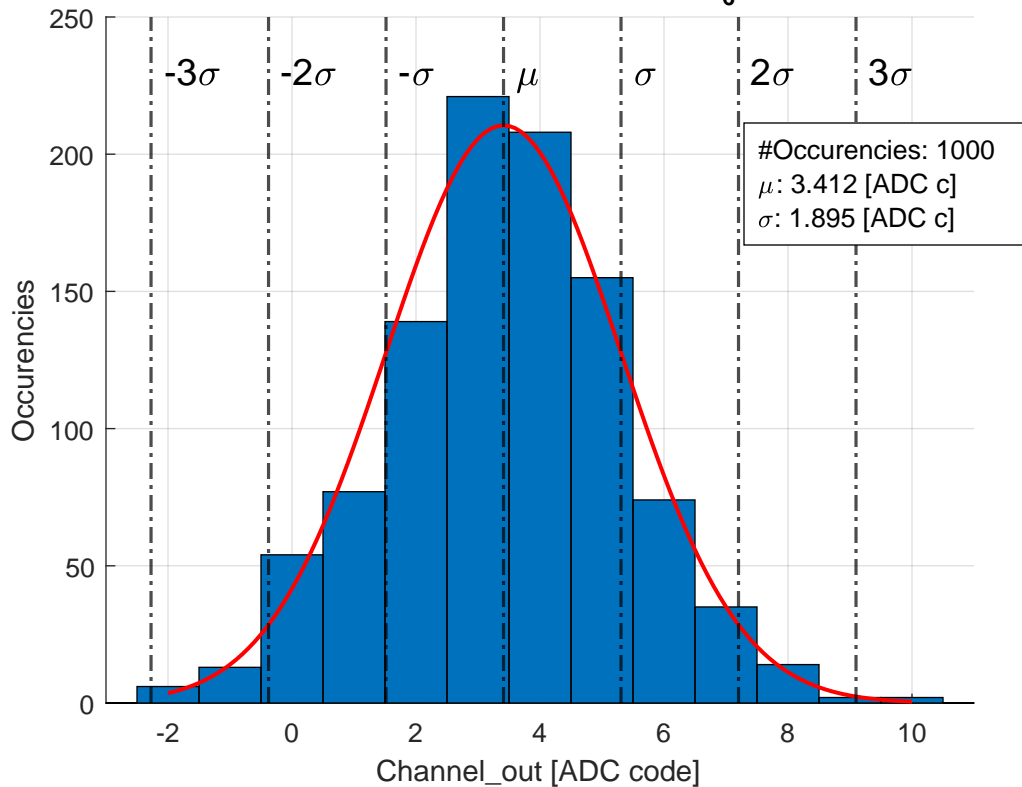 250
-3σ -2σ -σ μ σ 2σ 3σ
#Occurencies: 1000
μ: 3.412 [ADC c]
σ: 1.895 [ADC c]
200
150
100
50
0
Occurencies
-2 0 2 4 6 8 10
Channel_out [ADC code]